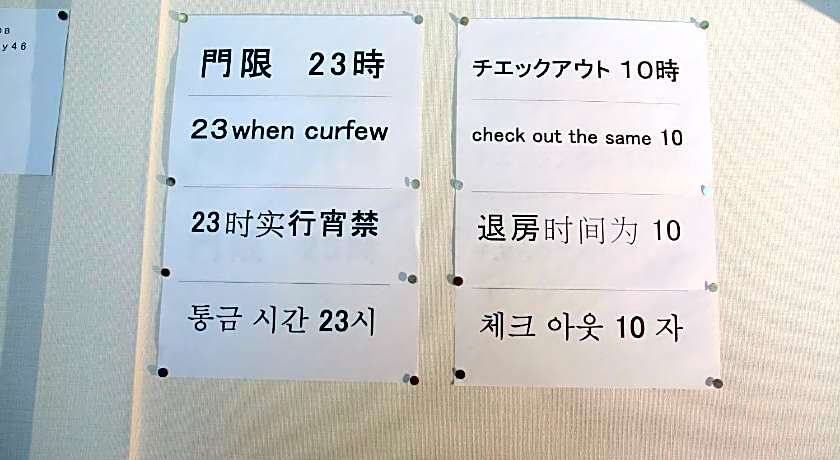 DB
y46
門限 23時
23when curfew
23时实行宵禁
통금 시간 23시
チエックアウト 10時
check out the same 10
退房时间为 10
체크 아웃 10 자